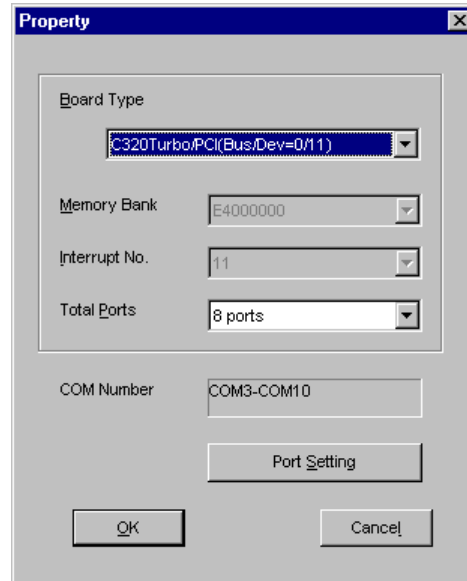 Property
Board Type
C320Turbo/PCI(Bus/Dev=0/11)
Memory Bank E4000000
Interrupt No. 11
Total Ports 8 ports
COM Number COM3-COM10
Port Setting
OK Cancel